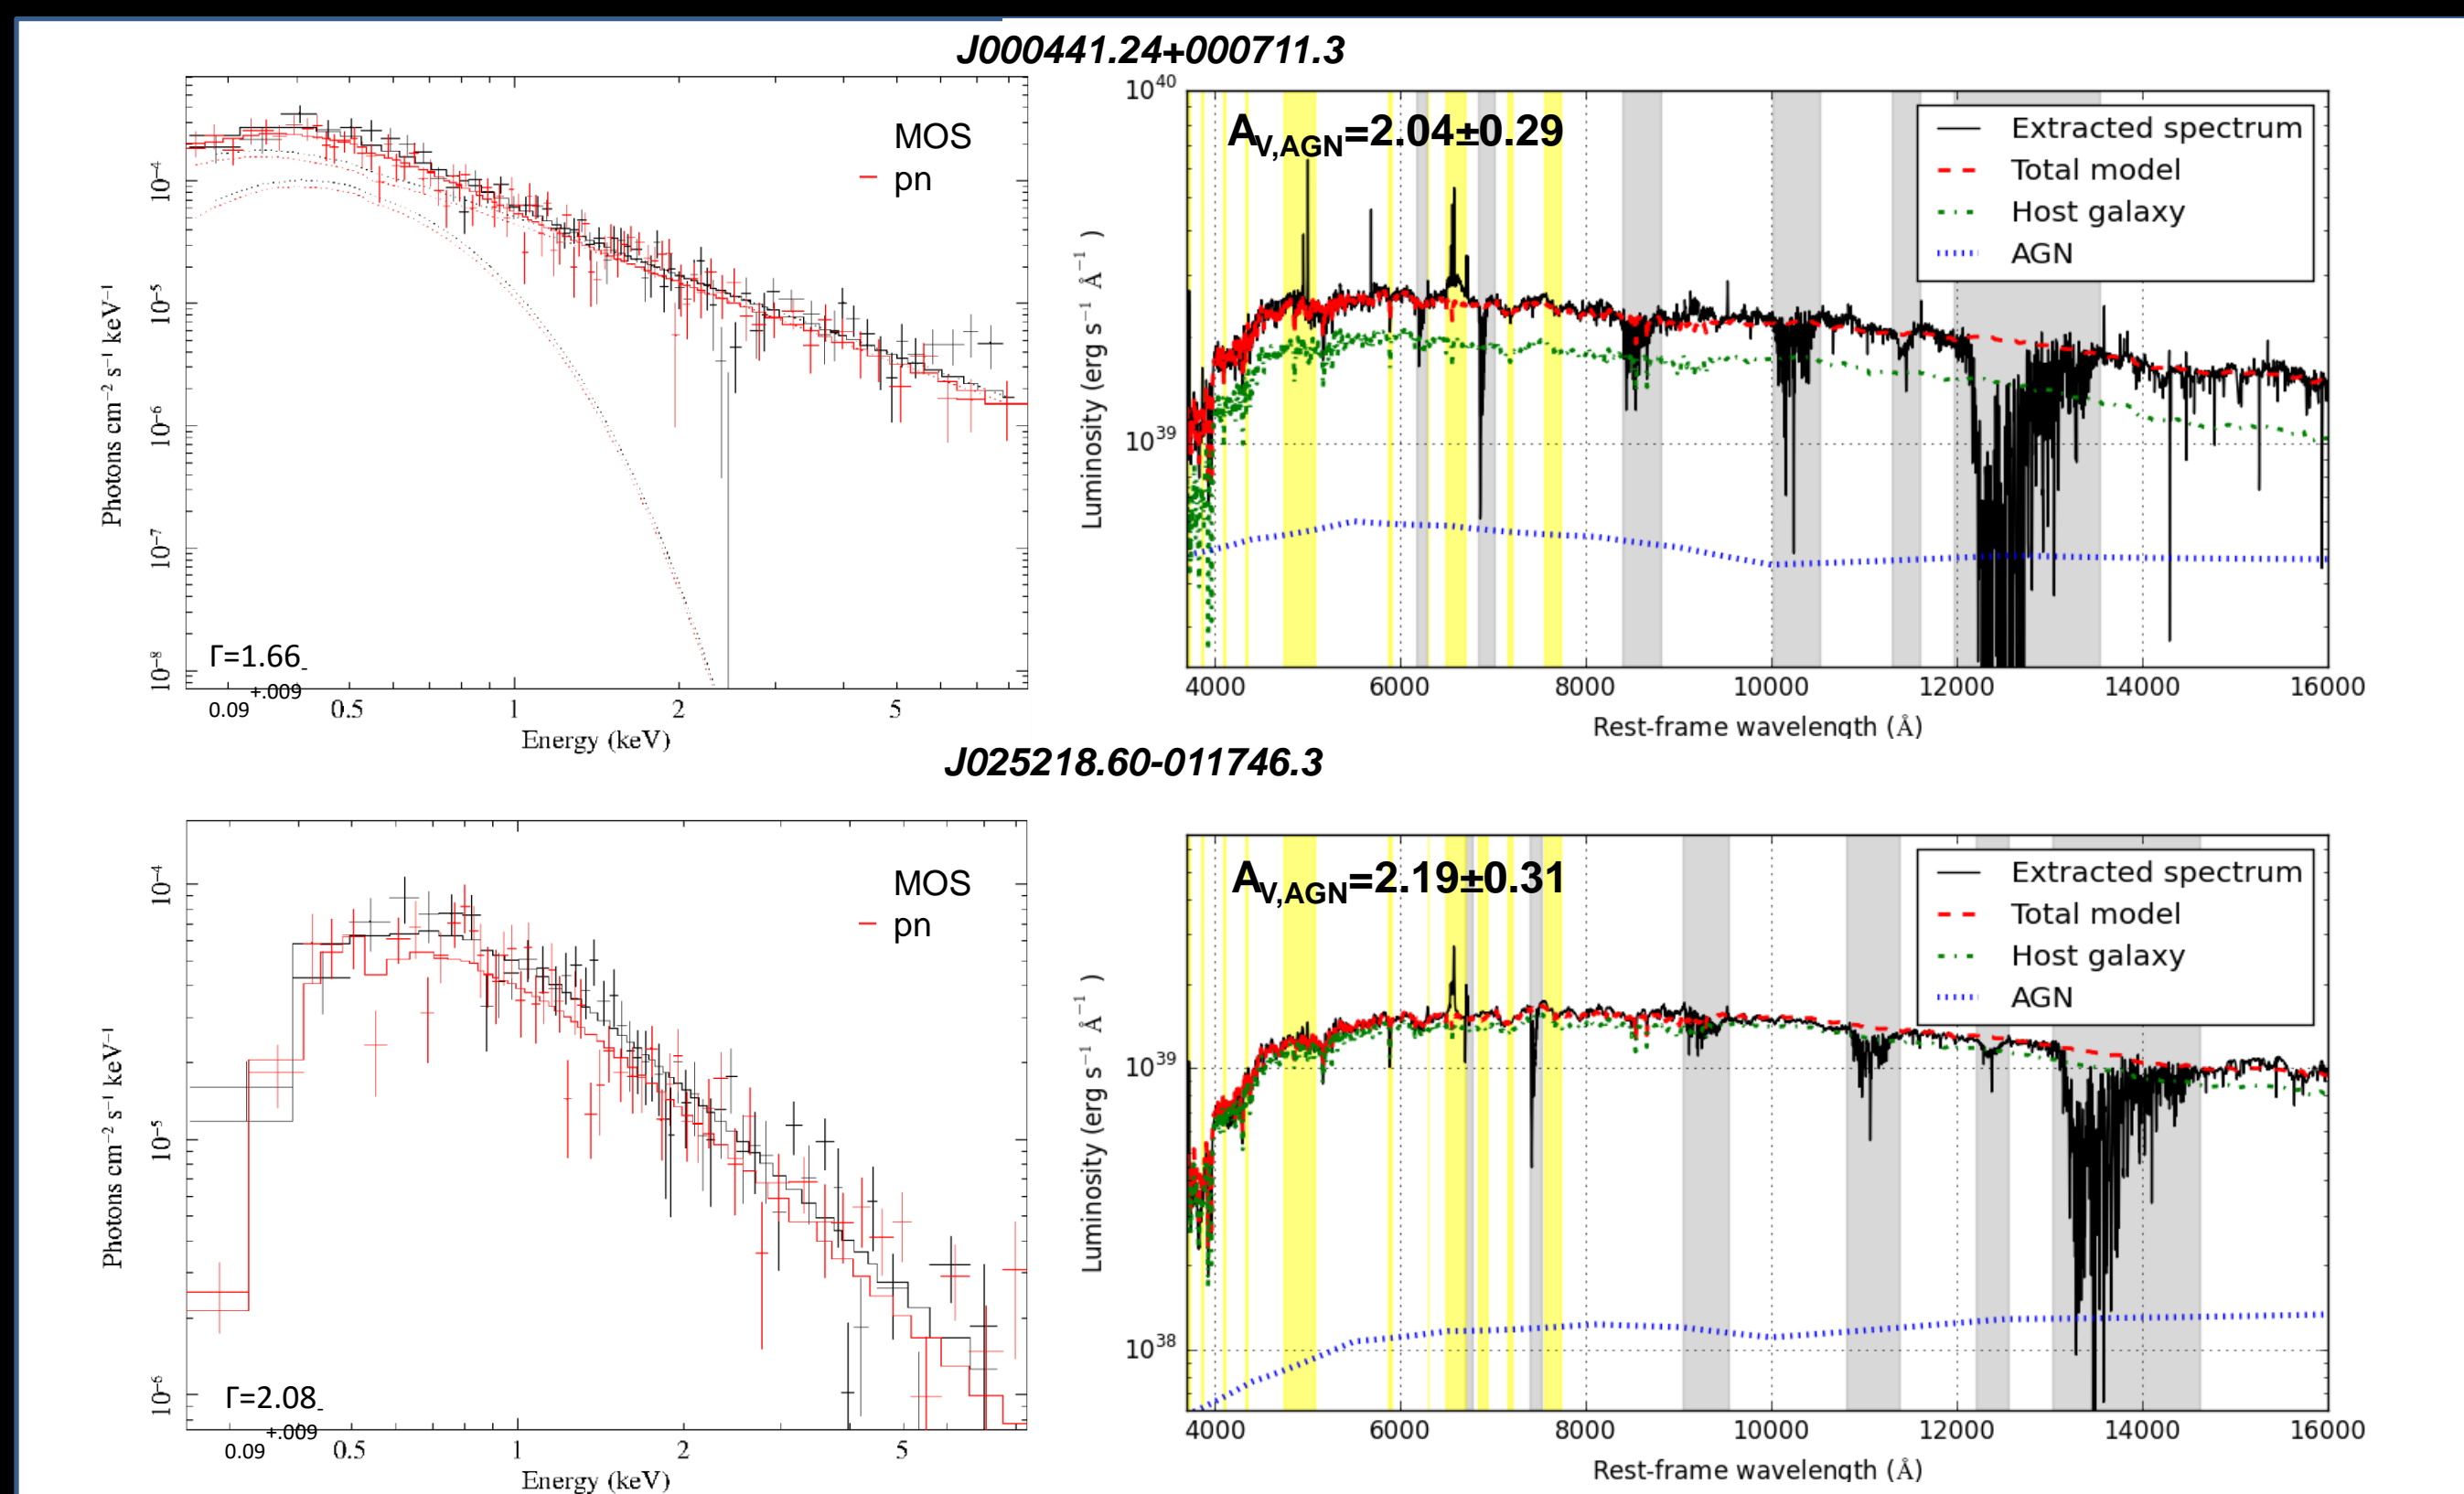 J000441.24+000711.3
MOS
pn
Photons cm⁻² s⁻¹ keV⁻¹
10⁻⁴
10⁻⁵
10⁻⁶
10⁻⁷
10⁻⁸
Γ=1.66-
+.009
0.09
0.5 1 2 5
Energy (keV)
A_V,AGN=2.04±0.29
Extracted spectrum
Total model
Host galaxy
AGN
Luminosity (erg s⁻¹ Å⁻¹ )
10⁴⁰
10³⁹
4000 6000 8000 10000 12000 14000 16000
Rest-frame wavelength (Å)
J025218.60-011746.3
MOS
pn
Photons cm⁻² s⁻¹ keV⁻¹
10⁻⁴
10⁻⁵
10⁻⁶
Γ=2.08-
+.009
0.09
0.5 1 2 5
Energy (keV)
A_V,AGN=2.19±0.31
Extracted spectrum
Total model
Host galaxy
AGN
Luminosity (erg s⁻¹ Å⁻¹ )
10³⁹
10³⁸
4000 6000 8000 10000 12000 14000 16000
Rest-frame wavelength (Å)